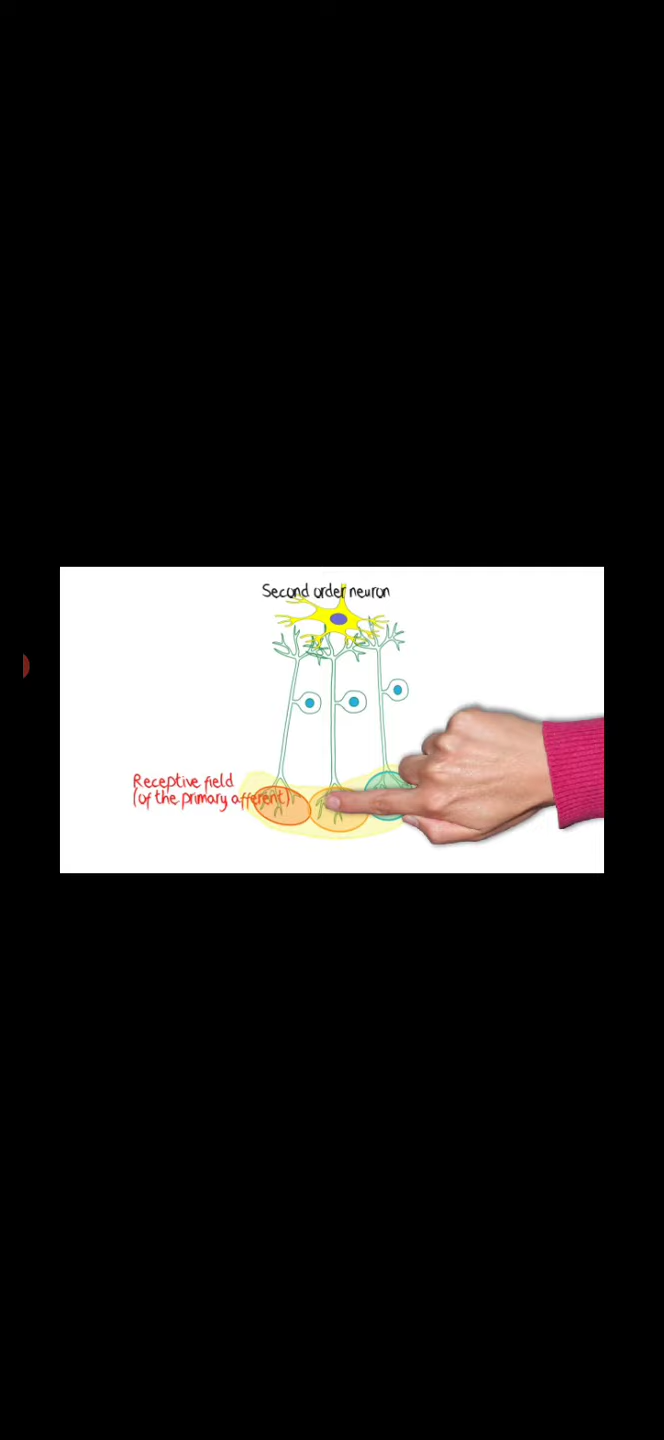 Second order neuron
Receptive field
(of the primary afferent)